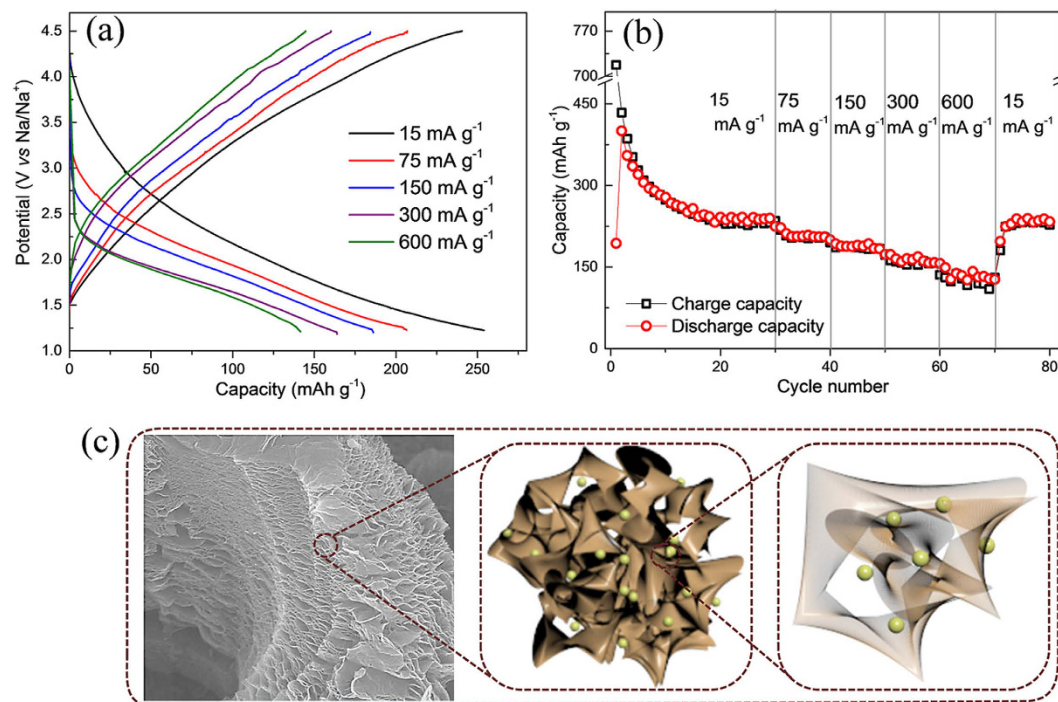 (a)
4.5
4.0
3.5
3.0
2.5
2.0
1.5
1.0
Potential (V vs Na/Na⁺)
0 50 100 150 200 250
Capacity (mAh g⁻¹)
15 mA g⁻¹
75 mA g⁻¹
150 mA g⁻¹
300 mA g⁻¹
600 mA g⁻¹
(b)
770
700
450
300
150
0
Capacity (mAh g⁻¹)
15 75 150 300 600 15
mA g⁻¹ mA g⁻¹ mA g⁻¹ mA g⁻¹ mA g⁻¹ mA g⁻¹
Charge capacity
Discharge capacity
0 20 40 60 80
Cycle number
(c)